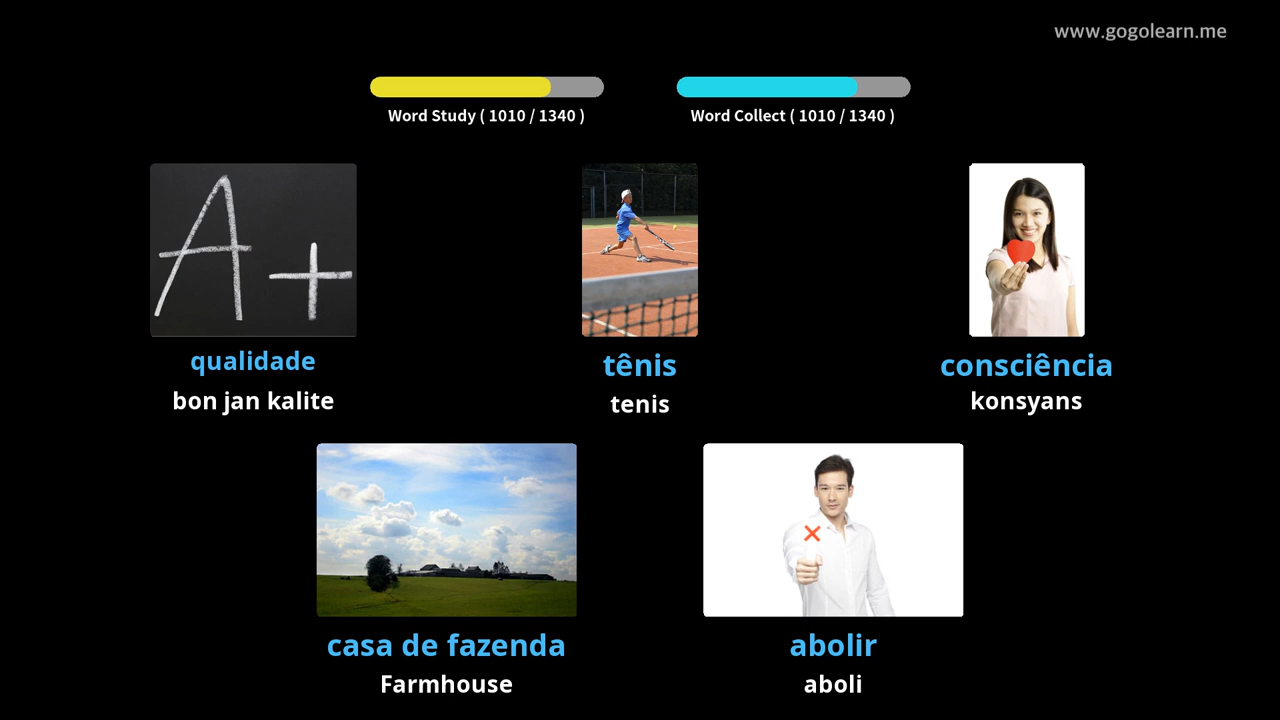 www.gogolearn.me
Word Study ( 1010 / 1340 )
Word Collect ( 1010 / 1340 )
A+
qualidade
bon jan kalite
tênis
tenis
consciência
konsyans
casa de fazenda
Farmhouse
abolir
aboli